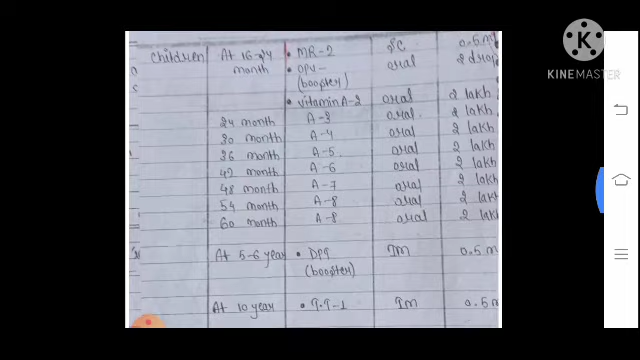 children At 16-24 • MR-2 SC 0.5 m
month • OPV- oral 2 drop
(booster)
• vitamin A-2 oral 2 lakh
24 month A-3 oral 2 lakh
30 month A-4 oral 2 lakh
36 month A-5 oral 2 lakh
42 month A-6 oral 2 lakh
48 month A-7 oral 2 lakh
54 month A-8 oral 2 lakh
60 month A-8 oral 2 lakh
At 5-6 year • DPT IM 0.5 m
(booster)
At 10 year • T.T-1 IM 0.5 m
K
KINEMASTER